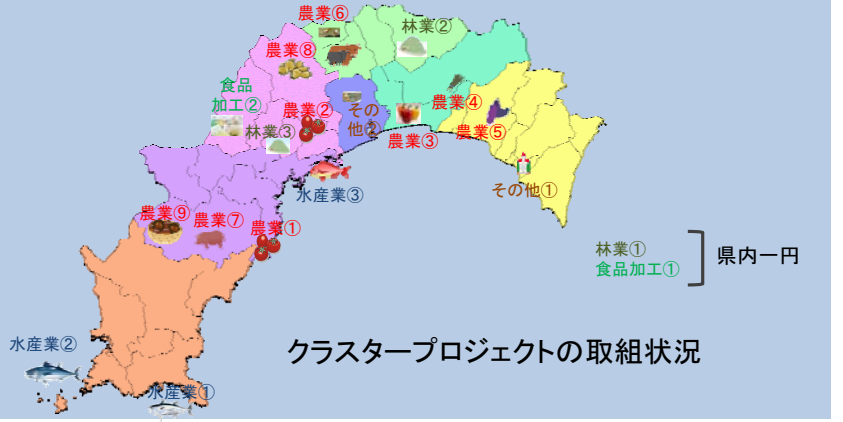 農業⑥
林業②
農業⑧
食品
加工②
農業②
その
他②
農業④
林業③
農業③
農業⑤
水産業③
その他①
農業⑨
農業⑦
農業①
林業①
食品加工①
県内一円
水産業②
クラスタープロジェクトの取組状況
水産業①